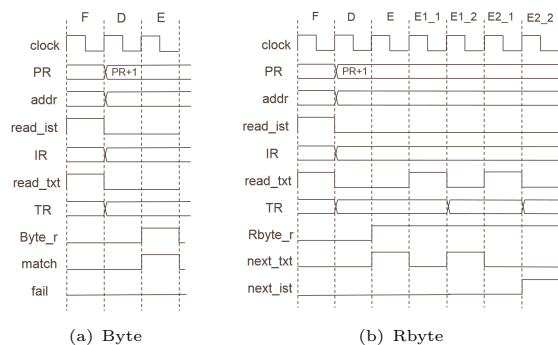 F D E
clock
PR PR+1
addr
read_ist
IR
read_txt
TR
Byte_r
match
fail
(a) Byte
F D E E1_1 E1_2 E2_1 E2_2
clock
PR PR+1
addr
read_ist
IR
read_txt
TR
Rbyte_r
next_txt
next_ist
(b) Rbyte